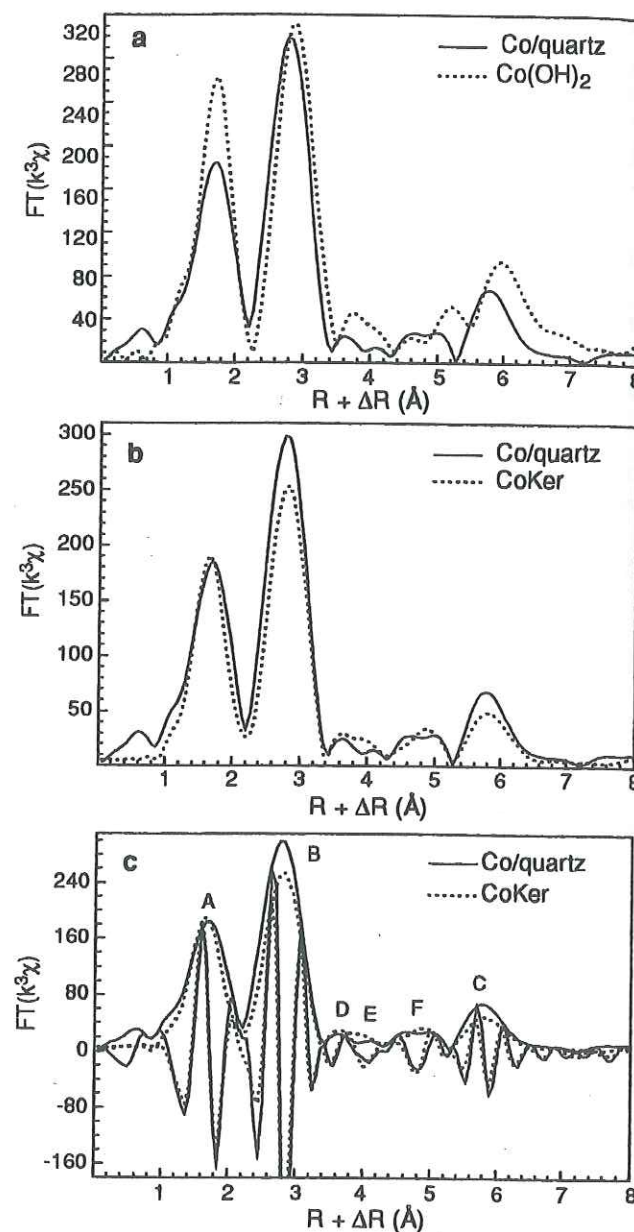 a
Co/quartz
Co(OH)2
320
240
160
120
80
40
FT(k³χ)
1 2 3 4 5 6 7 8
R + ΔR (Å)
b
Co/quartz
CoKer
300
250
200
150
100
50
FT(k³χ)
0 1 2 3 4 5 6 7 8
R + ΔR (Å)
c
Co/quartz
CoKer
A
B
D
E
F
C
240
160
80
0
-80
-160
FT(k³χ)
0 1 2 3 4 5 6 7 8
R + ΔR (Å)